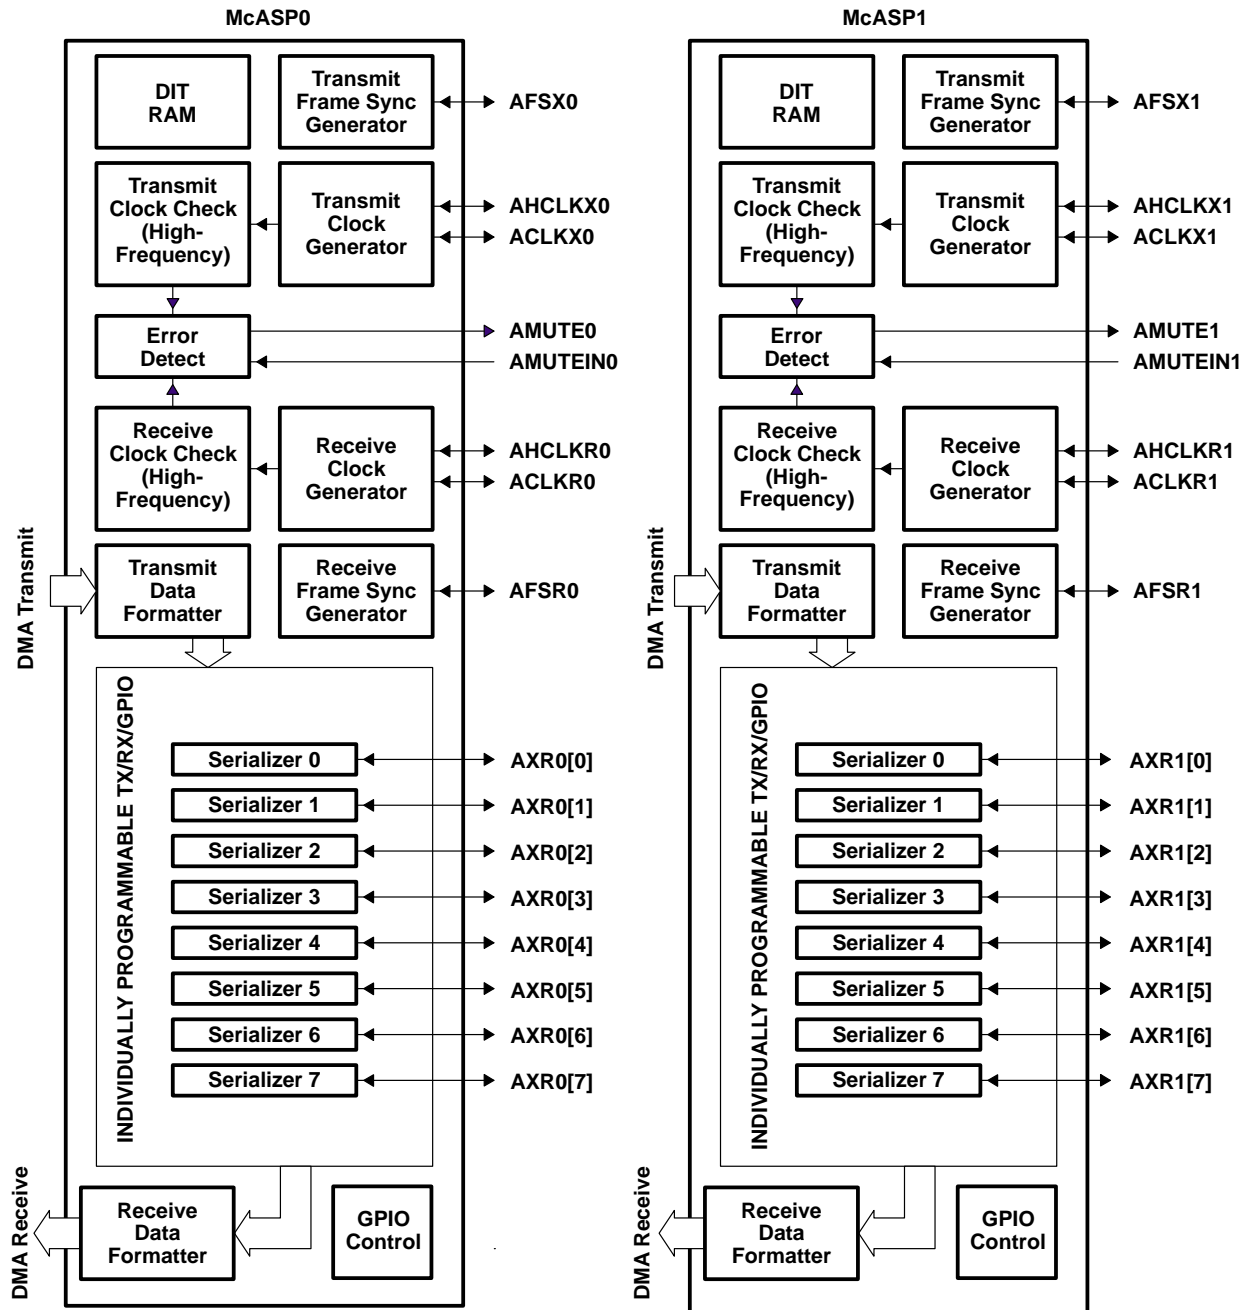 McASP0
DIT
RAM
Transmit
Frame Sync
Generator
AFSX0
Transmit
Clock Check
(High-
Frequency)
Transmit
Clock
Generator
AHCLKX0
ACLKX0
Error
Detect
AMUTE0
AMUTEIN0
Receive
Clock Check
(High-
Frequency)
Receive
Clock
Generator
AHCLKR0
ACLKR0
DMA Transmit
Transmit
Data
Formatter
Receive
Frame Sync
Generator
AFSR0
INDIVIDUALLY PROGRAMMABLE TX/RX/GPIO
Serializer 0
AXR0[0]
Serializer 1
AXR0[1]
Serializer 2
AXR0[2]
Serializer 3
AXR0[3]
Serializer 4
AXR0[4]
Serializer 5
AXR0[5]
Serializer 6
AXR0[6]
Serializer 7
AXR0[7]
DMA Receive
Receive
Data
Formatter
GPIO
Control
McASP1
DIT
RAM
Transmit
Frame Sync
Generator
AFSX1
Transmit
Clock Check
(High-
Frequency)
Transmit
Clock
Generator
AHCLKX1
ACLKX1
Error
Detect
AMUTE1
AMUTEIN1
Receive
Clock Check
(High-
Frequency)
Receive
Clock
Generator
AHCLKR1
ACLKR1
DMA Transmit
Transmit
Data
Formatter
Receive
Frame Sync
Generator
AFSR1
INDIVIDUALLY PROGRAMMABLE TX/RX/GPIO
Serializer 0
AXR1[0]
Serializer 1
AXR1[1]
Serializer 2
AXR1[2]
Serializer 3
AXR1[3]
Serializer 4
AXR1[4]
Serializer 5
AXR1[5]
Serializer 6
AXR1[6]
Serializer 7
AXR1[7]
DMA Receive
Receive
Data
Formatter
GPIO
Control